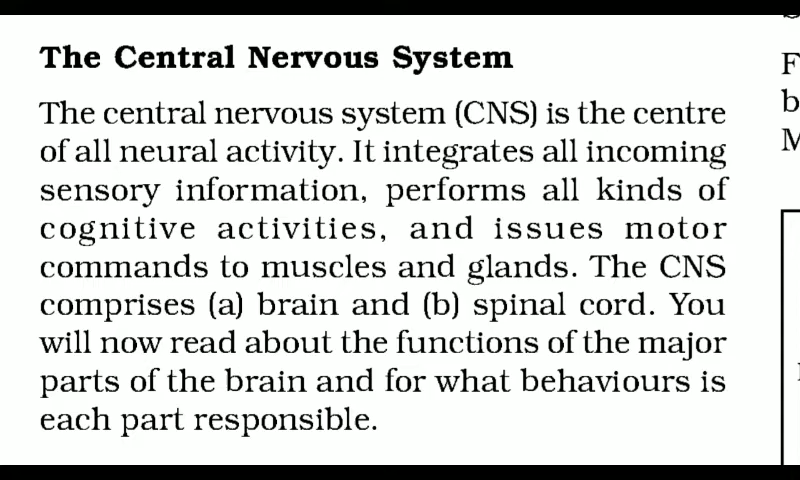 The Central Nervous System
The central nervous system (CNS) is the centre
of all neural activity. It integrates all incoming
sensory information, performs all kinds of
cognitive activities, and issues motor
commands to muscles and glands. The CNS
comprises (a) brain and (b) spinal cord. You
will now read about the functions of the major
parts of the brain and for what behaviours is
each part responsible.